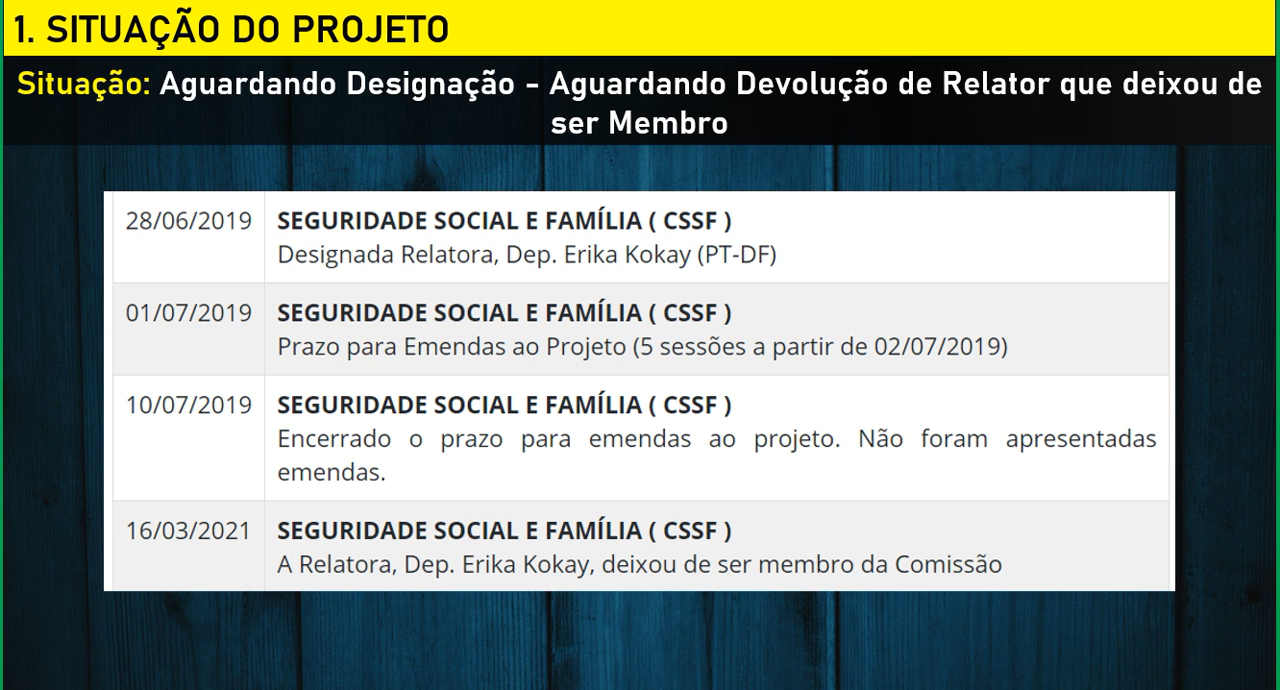 1. SITUAÇÃO DO PROJETO
Situação: Aguardando Designação - Aguardando Devolução de Relator que deixou de
ser Membro
28/06/2019 SEGURIDADE SOCIAL E FAMÍLIA ( CSSF )
Designada Relatora, Dep. Erika Kokay (PT-DF)
01/07/2019 SEGURIDADE SOCIAL E FAMÍLIA ( CSSF )
Prazo para Emendas ao Projeto (5 sessões a partir de 02/07/2019)
10/07/2019 SEGURIDADE SOCIAL E FAMÍLIA ( CSSF )
Encerrado o prazo para emendas ao projeto. Não foram apresentadas
emendas.
16/03/2021 SEGURIDADE SOCIAL E FAMÍLIA ( CSSF )
A Relatora, Dep. Erika Kokay, deixou de ser membro da Comissão